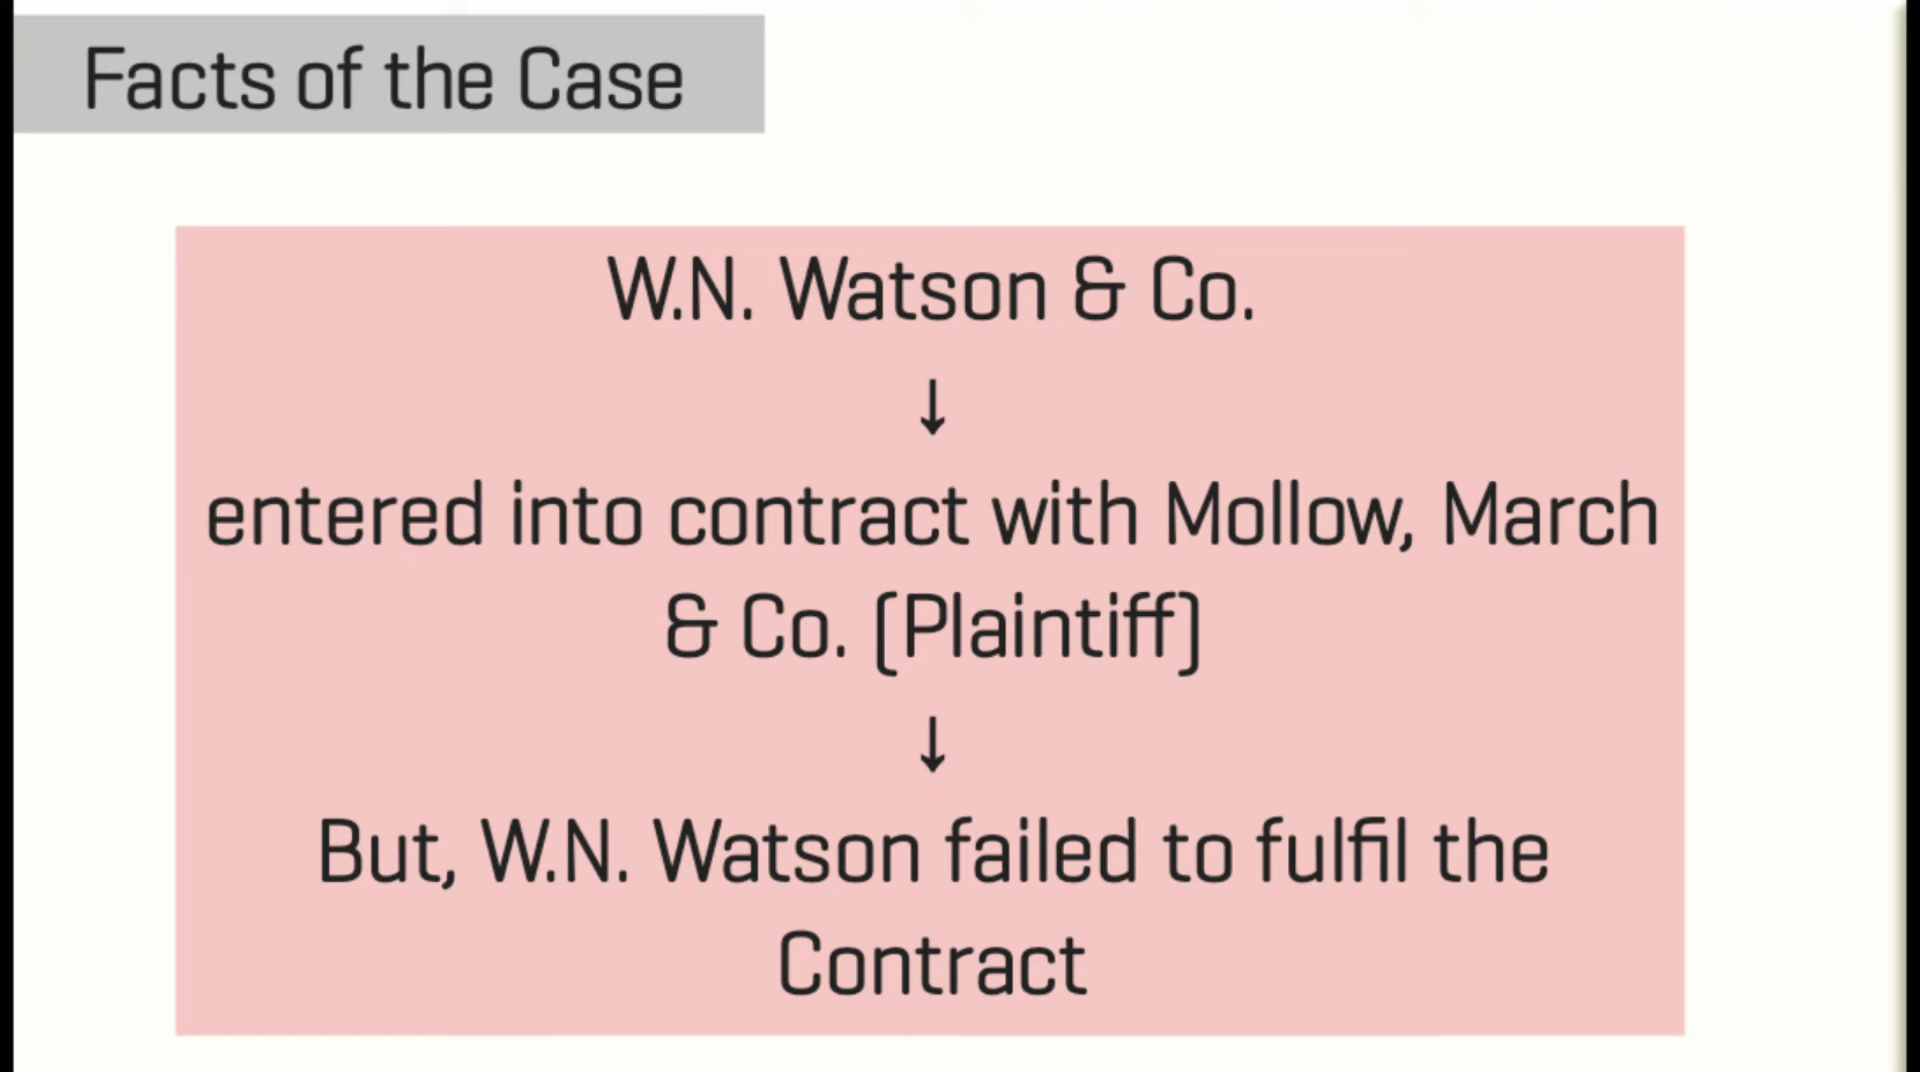 Facts of the Case
W.N. Watson & Co.
↓
entered into contract with Mollow, March
& Co. (Plaintiff)
↓
But, W.N. Watson failed to fulfil the
Contract